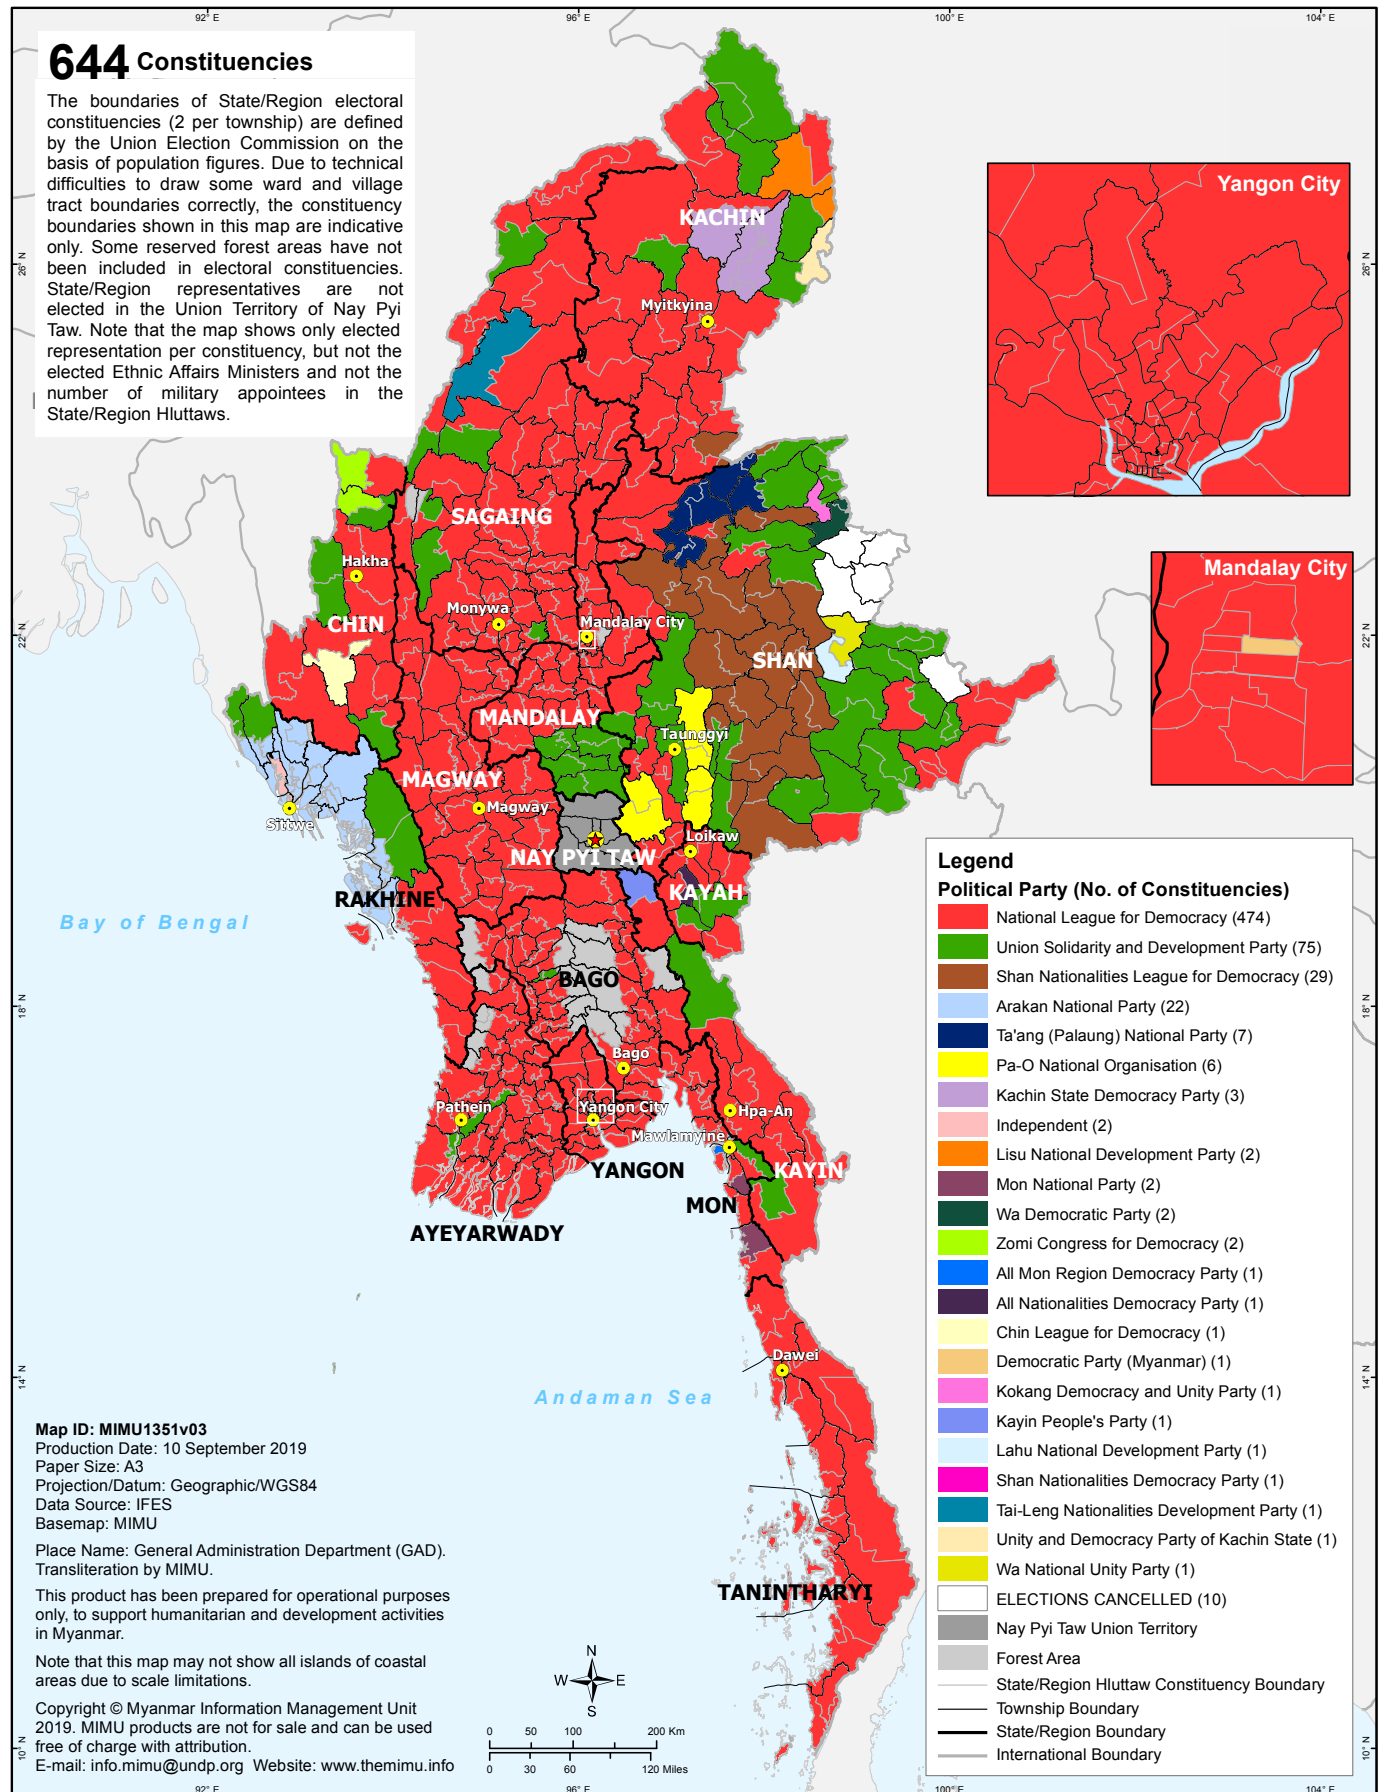 92° E
96° E
100° E
104° E
644 Constituencies
The boundaries of State/Region electoral
constituencies (2 per township) are defined
by the Union Election Commission on the
basis of population figures. Due to technical
difficulties to draw some ward and village
tract boundaries correctly, the constituency
boundaries shown in this map are indicative
only. Some reserved forest areas have not
been included in electoral constituencies.
State/Region representatives are not
elected in the Union Territory of Nay Pyi
Taw. Note that the map shows only elected
representation per constituency, but not the
elected Ethnic Affairs Ministers and not the
number of military appointees in the
State/Region Hluttaws.
Yangon City
KACHIN
26° N
26° N
Myitkyina
SAGAING
Mandalay City
Hakha
Monywa
CHIN
Mandalay City
22° N
22° N
SHAN
MANDALAY
Taunggyi
MAGWAY
Magway
Sittwe
Loikaw
NAY PYI TAW
KAYAH
RAKHINE
Bay of Bengal
BAGO
18° N
18° N
Bago
Pathein
Yangon City
Hpa-An
Mawlamyine
YANGON
KAYIN
MON
AYEYARWADY
Dawei
14° N
14° N
Andaman Sea
TANINTHARYI
10° N
10° N
Legend
Political Party (No. of Constituencies)
National League for Democracy (474)
Union Solidarity and Development Party (75)
Shan Nationalities League for Democracy (29)
Arakan National Party (22)
Ta'ang (Palaung) National Party (7)
Pa-O National Organisation (6)
Kachin State Democracy Party (3)
Independent (2)
Lisu National Development Party (2)
Mon National Party (2)
Wa Democratic Party (2)
Zomi Congress for Democracy (2)
All Mon Region Democracy Party (1)
All Nationalities Democracy Party (1)
Chin League for Democracy (1)
Democratic Party (Myanmar) (1)
Kokang Democracy and Unity Party (1)
Kayin People's Party (1)
Lahu National Development Party (1)
Shan Nationalities Democracy Party (1)
Tai-Leng Nationalities Development Party (1)
Unity and Democracy Party of Kachin State (1)
Wa National Unity Party (1)
ELECTIONS CANCELLED (10)
Nay Pyi Taw Union Territory
Forest Area
State/Region Hluttaw Constituency Boundary
Township Boundary
State/Region Boundary
International Boundary
Map ID: MIMU1351v03
Production Date: 10 September 2019
Paper Size: A3
Projection/Datum: Geographic/WGS84
Data Source: IFES
Basemap: MIMU
Place Name: General Administration Department (GAD).
Transliteration by MIMU.
This product has been prepared for operational purposes
only, to support humanitarian and development activities
in Myanmar.
Note that this map may not show all islands of coastal
areas due to scale limitations.
Copyright © Myanmar Information Management Unit
2019. MIMU products are not for sale and can be used
free of charge with attribution.
E-mail: info.mimu@undp.org Website: www.themimu.info
N
W E
S
0 50 100 200 Km
0 30 60 120 Miles
92° E
96° E
100° E
104° E